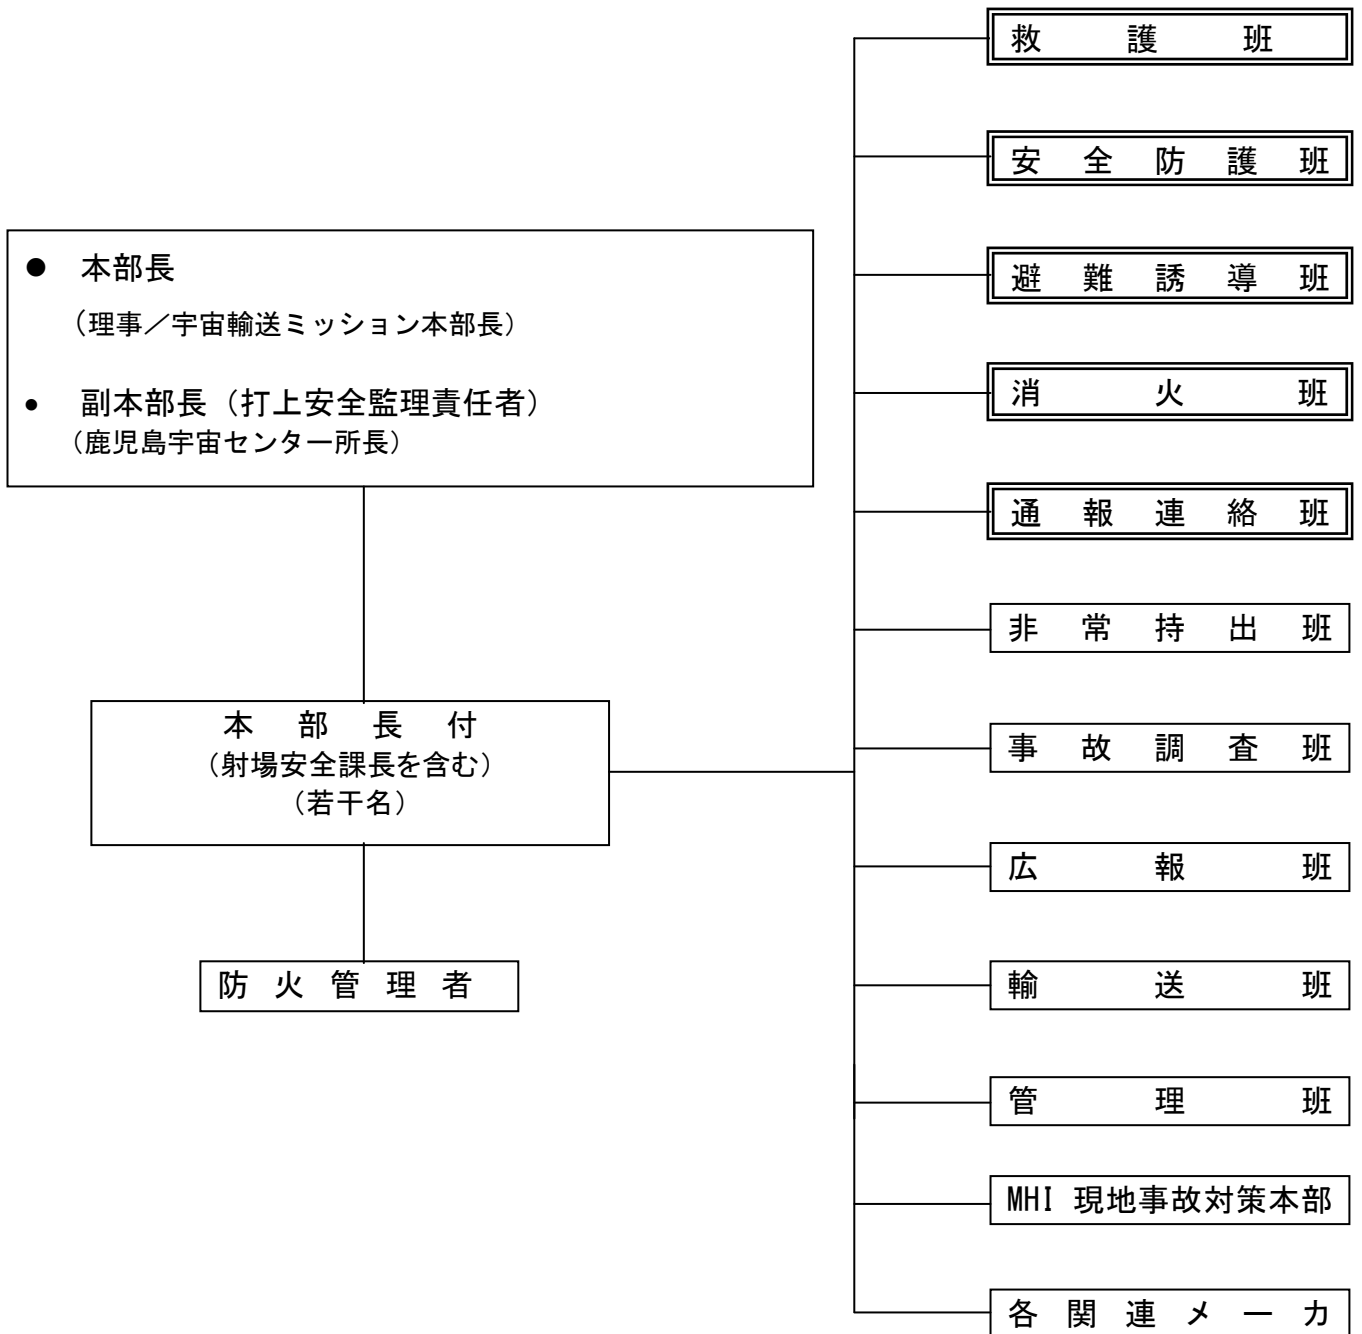 ● 本部長
（理事／宇宙輸送ミッション本部長）
● 副本部長（打上安全監理責任者）
（鹿児島宇宙センター所長）
本部長付
（射場安全課長を含む）
（若干名）
防火管理者
救護班
安全防護班
避難誘導班
消火班
通報連絡班
非常持出班
事故調査班
広報班
輸送班
管理班
MHI 現地事故対策本部
各関連メーカ